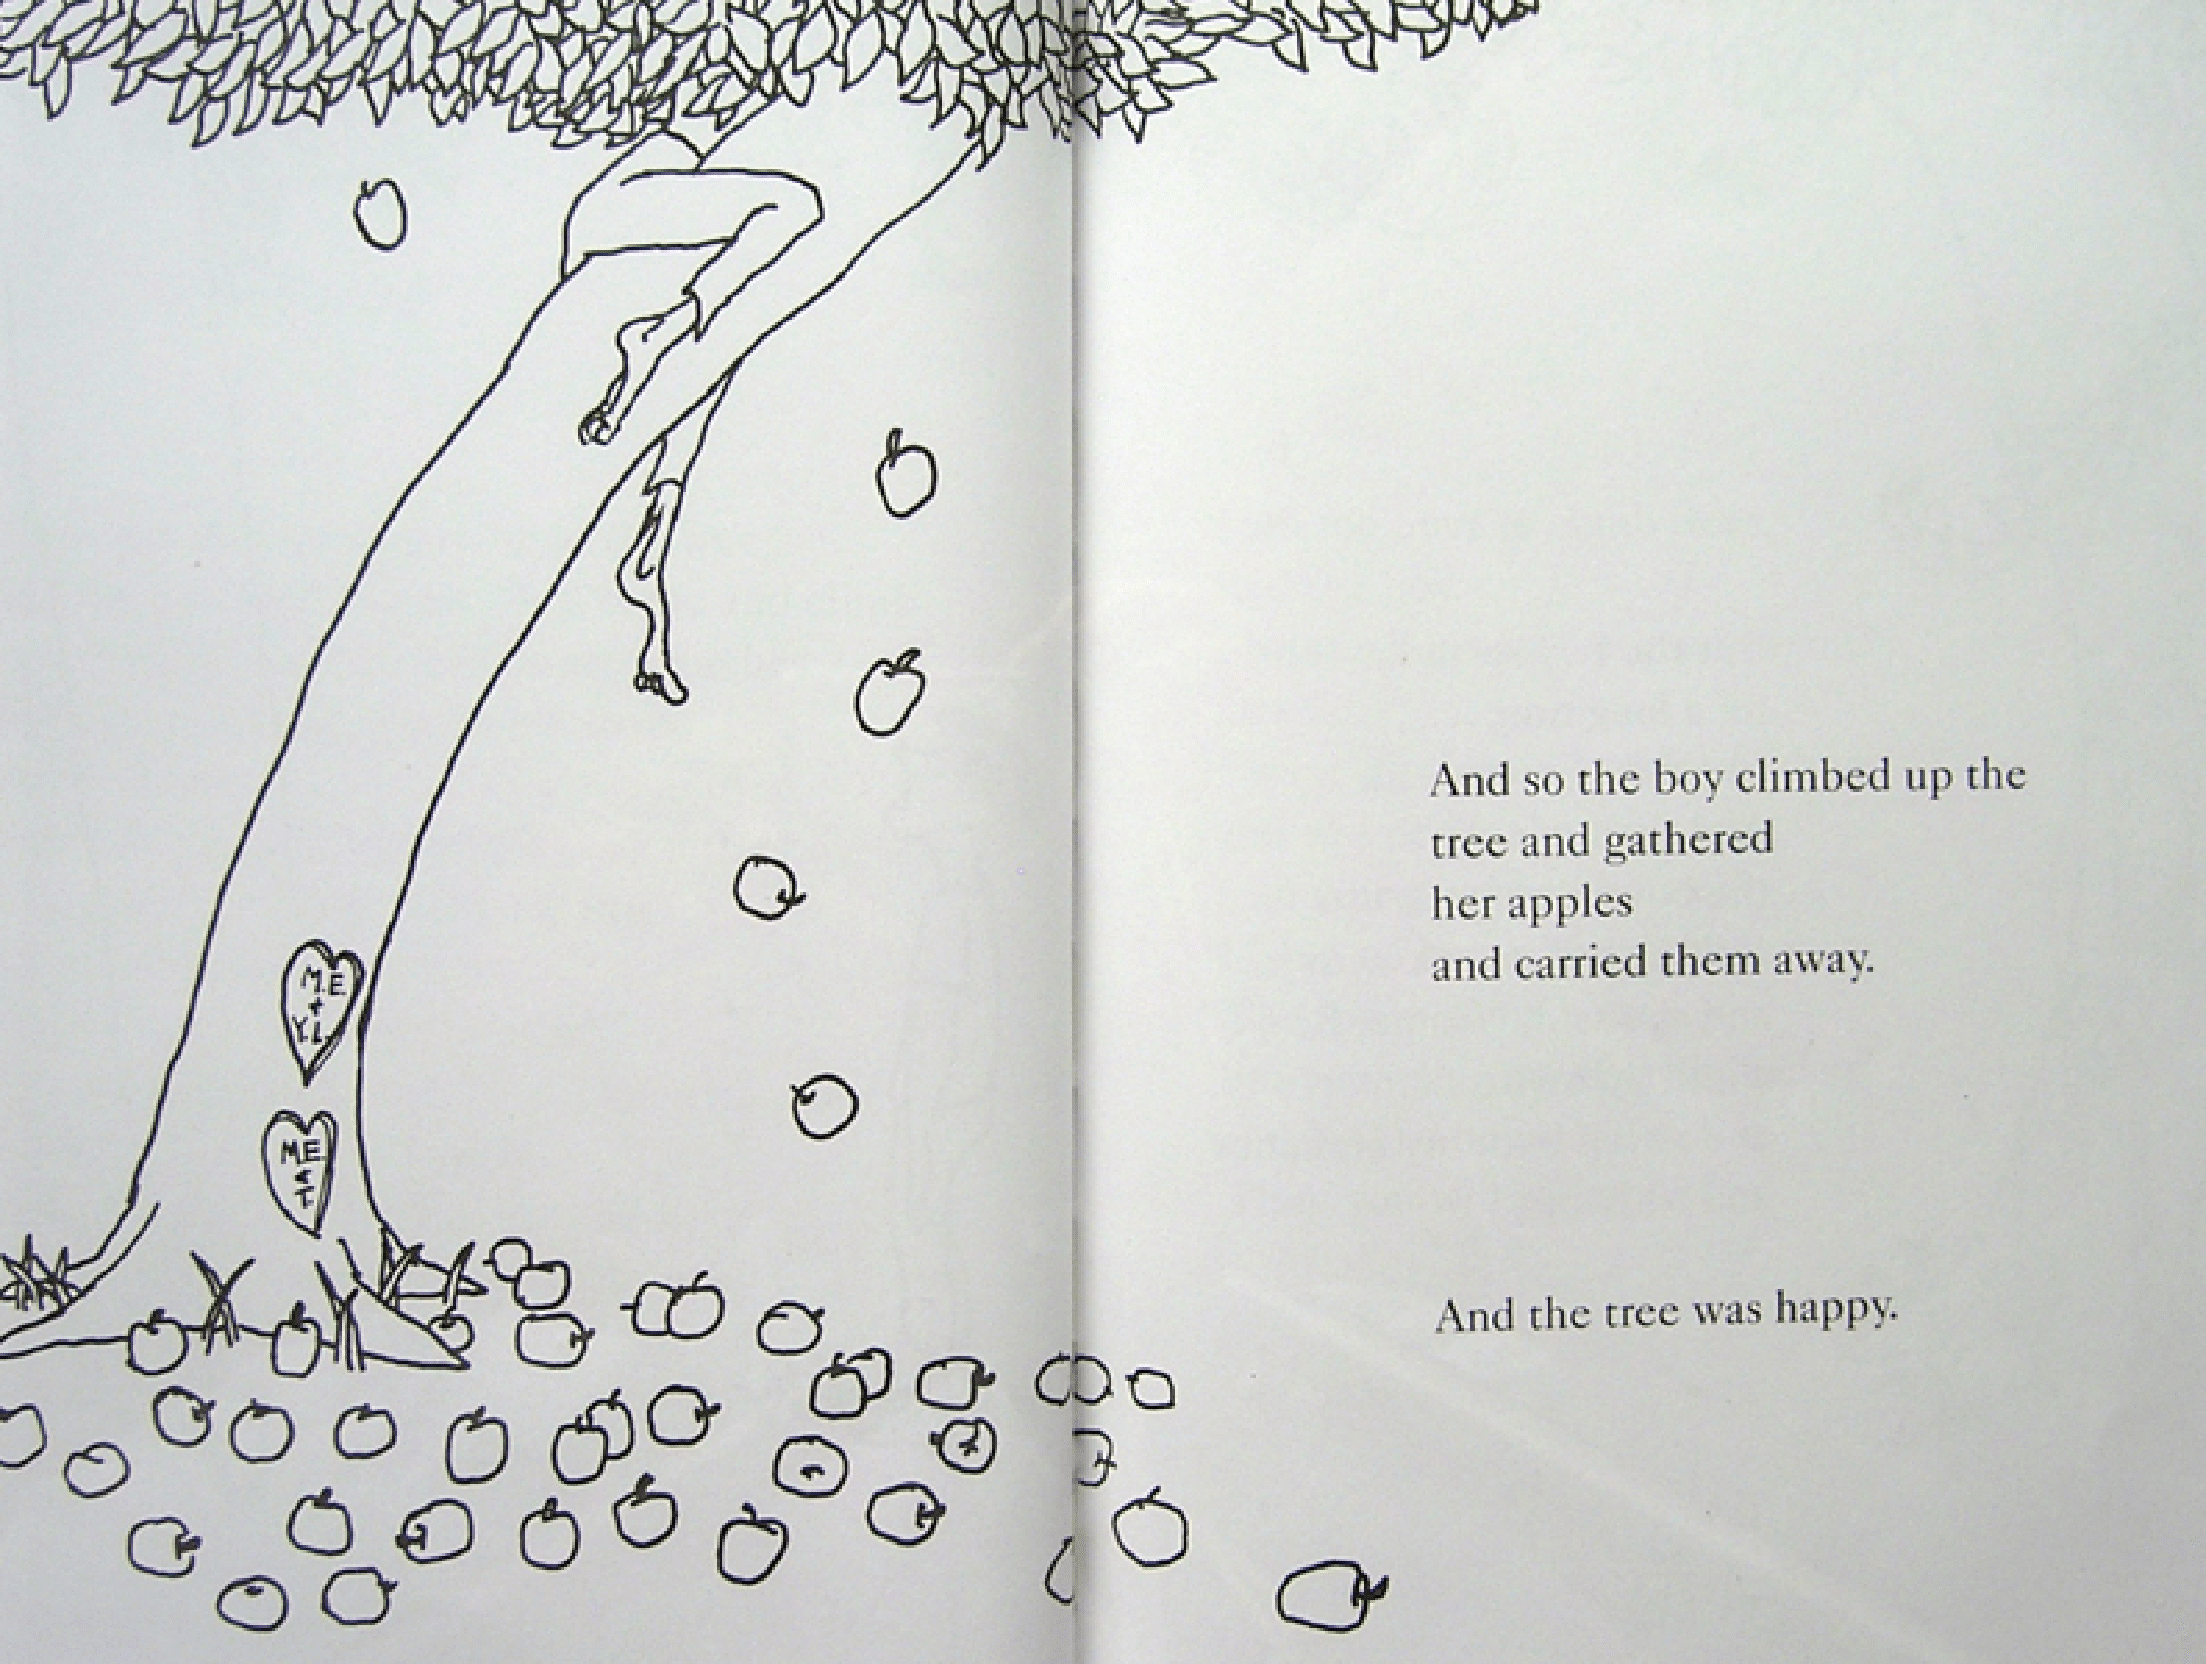 M.E.
+
Y.L.
ME
+
T
And so the boy climbed up the
tree and gathered
her apples
and carried them away.
And the tree was happy.